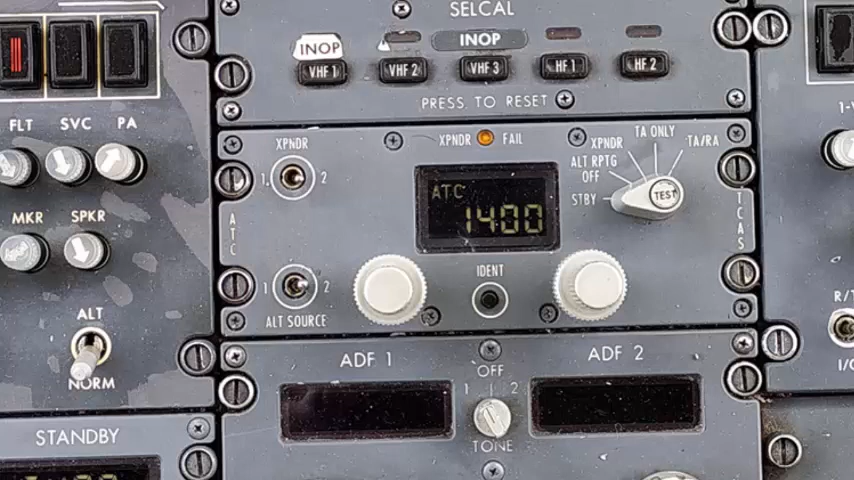 SELCAL
INOP INOP
VHF 1 VHF 2 VHF 3 HF 1 HF 2
PRESS TO RESET
FLT SVC PA
MKR SPKR
ALT
NORM
STANDBY
XPNDR
1 2
XPNDR FAIL
ATC
1400
XPNDR TA ONLY TA/RA
ALT RPTG
OFF
STBY
TEST
ATC
TCAS
1 2
ALT SOURCE
IDENT
ADF 1 ADF 2
OFF
1 2
TONE